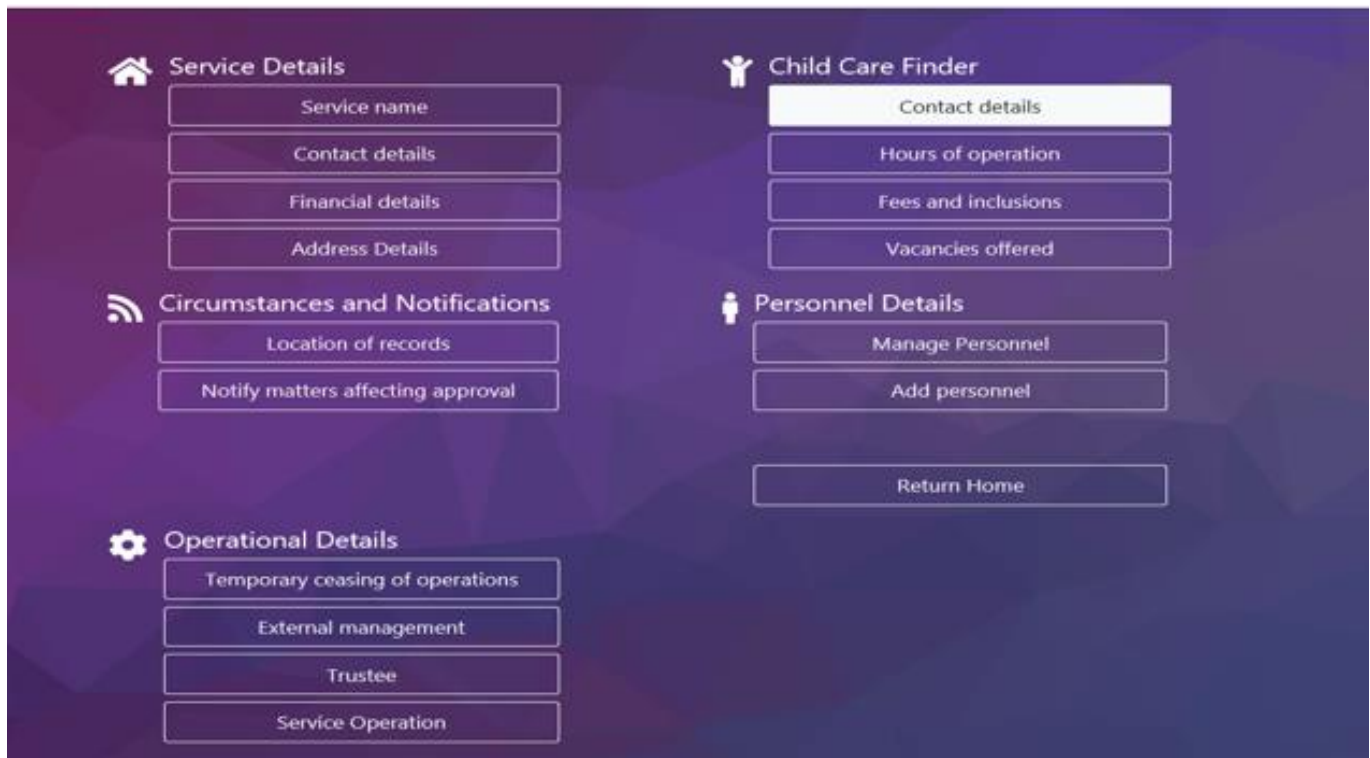 Service Details
Service name
Contact details
Financial details
Address Details
Circumstances and Notifications
Location of records
Notify matters affecting approval
Operational Details
Temporary ceasing of operations
External management
Trustee
Service Operation
Child Care Finder
Contact details
Hours of operation
Fees and inclusions
Vacancies offered
Personnel Details
Manage Personnel
Add personnel
Return Home